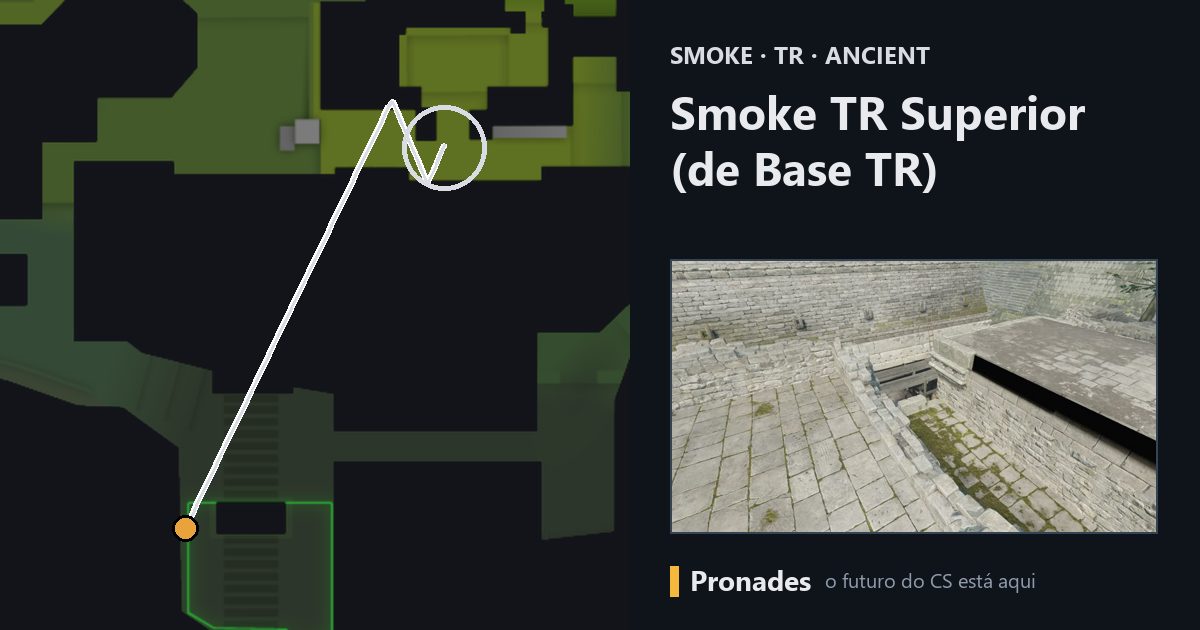 SMOKE · TR · ANCIENT
Smoke TR Superior
(de Base TR)
Pronades o futuro do CS está aqui